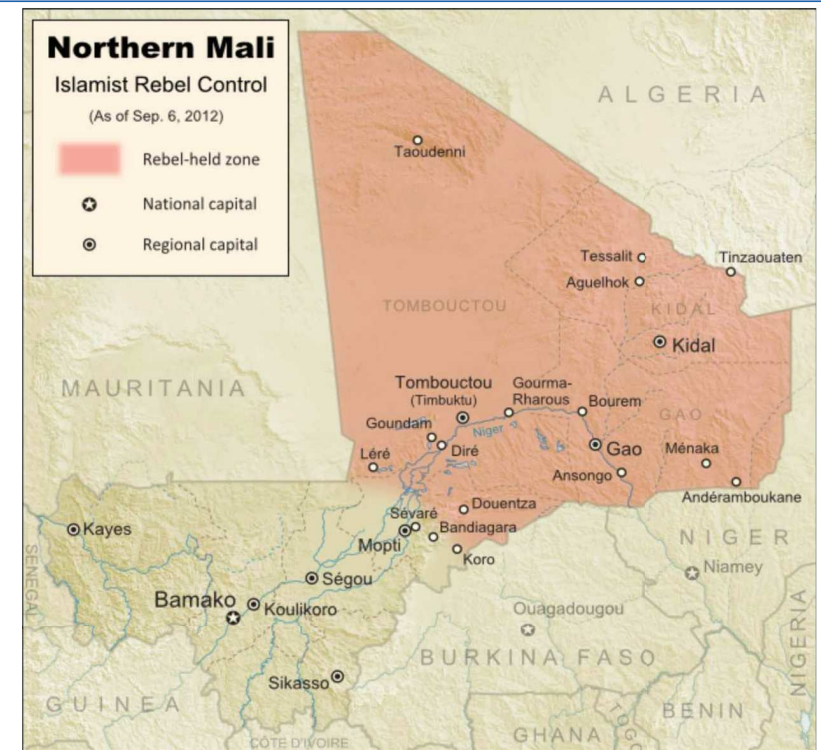 Northern Mali
Islamist Rebel Control
(As of Sep. 6, 2012)
Rebel-held zone
National capital
Regional capital
ALGERIA
Taoudenni
Tessalit
Tinzaouaten
Aguelhok
TOMBOUCTOU
KIDAL
Kidal
MAURITANIA
Tombouctou
(Timbuktu)
Gourma-
Rharous
Bourem
GAO
Goundam
Niger
Diré
Gao
Léré
Ménaka
Ansongo
Andéramboukane
Douentza
Sévaré
Bandiagara
Mopti
Koro
Kayes
NIGER
Niamey
SENEGAL
Ségou
Bamako
Koulikoro
Ouagadougou
BURKINA FASO
NIGERIA
Sikasso
GUINEA
BENIN
CÔTE D'IVOIRE
GHANA
TOGO